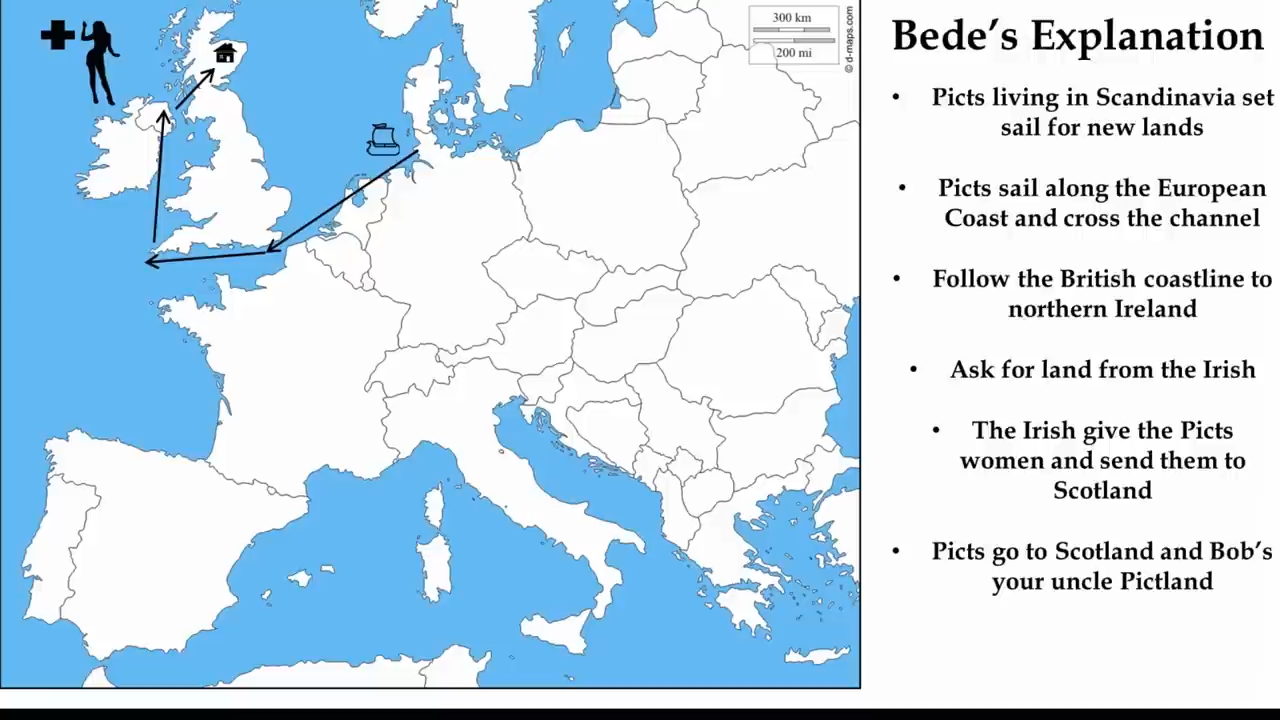 300 km
200 mi
© d-maps.com
Bede's Explanation
• Picts living in Scandinavia set
sail for new lands
• Picts sail along the European
Coast and cross the channel
• Follow the British coastline to
northern Ireland
• Ask for land from the Irish
• The Irish give the Picts
women and send them to
Scotland
• Picts go to Scotland and Bob's
your uncle Pictland